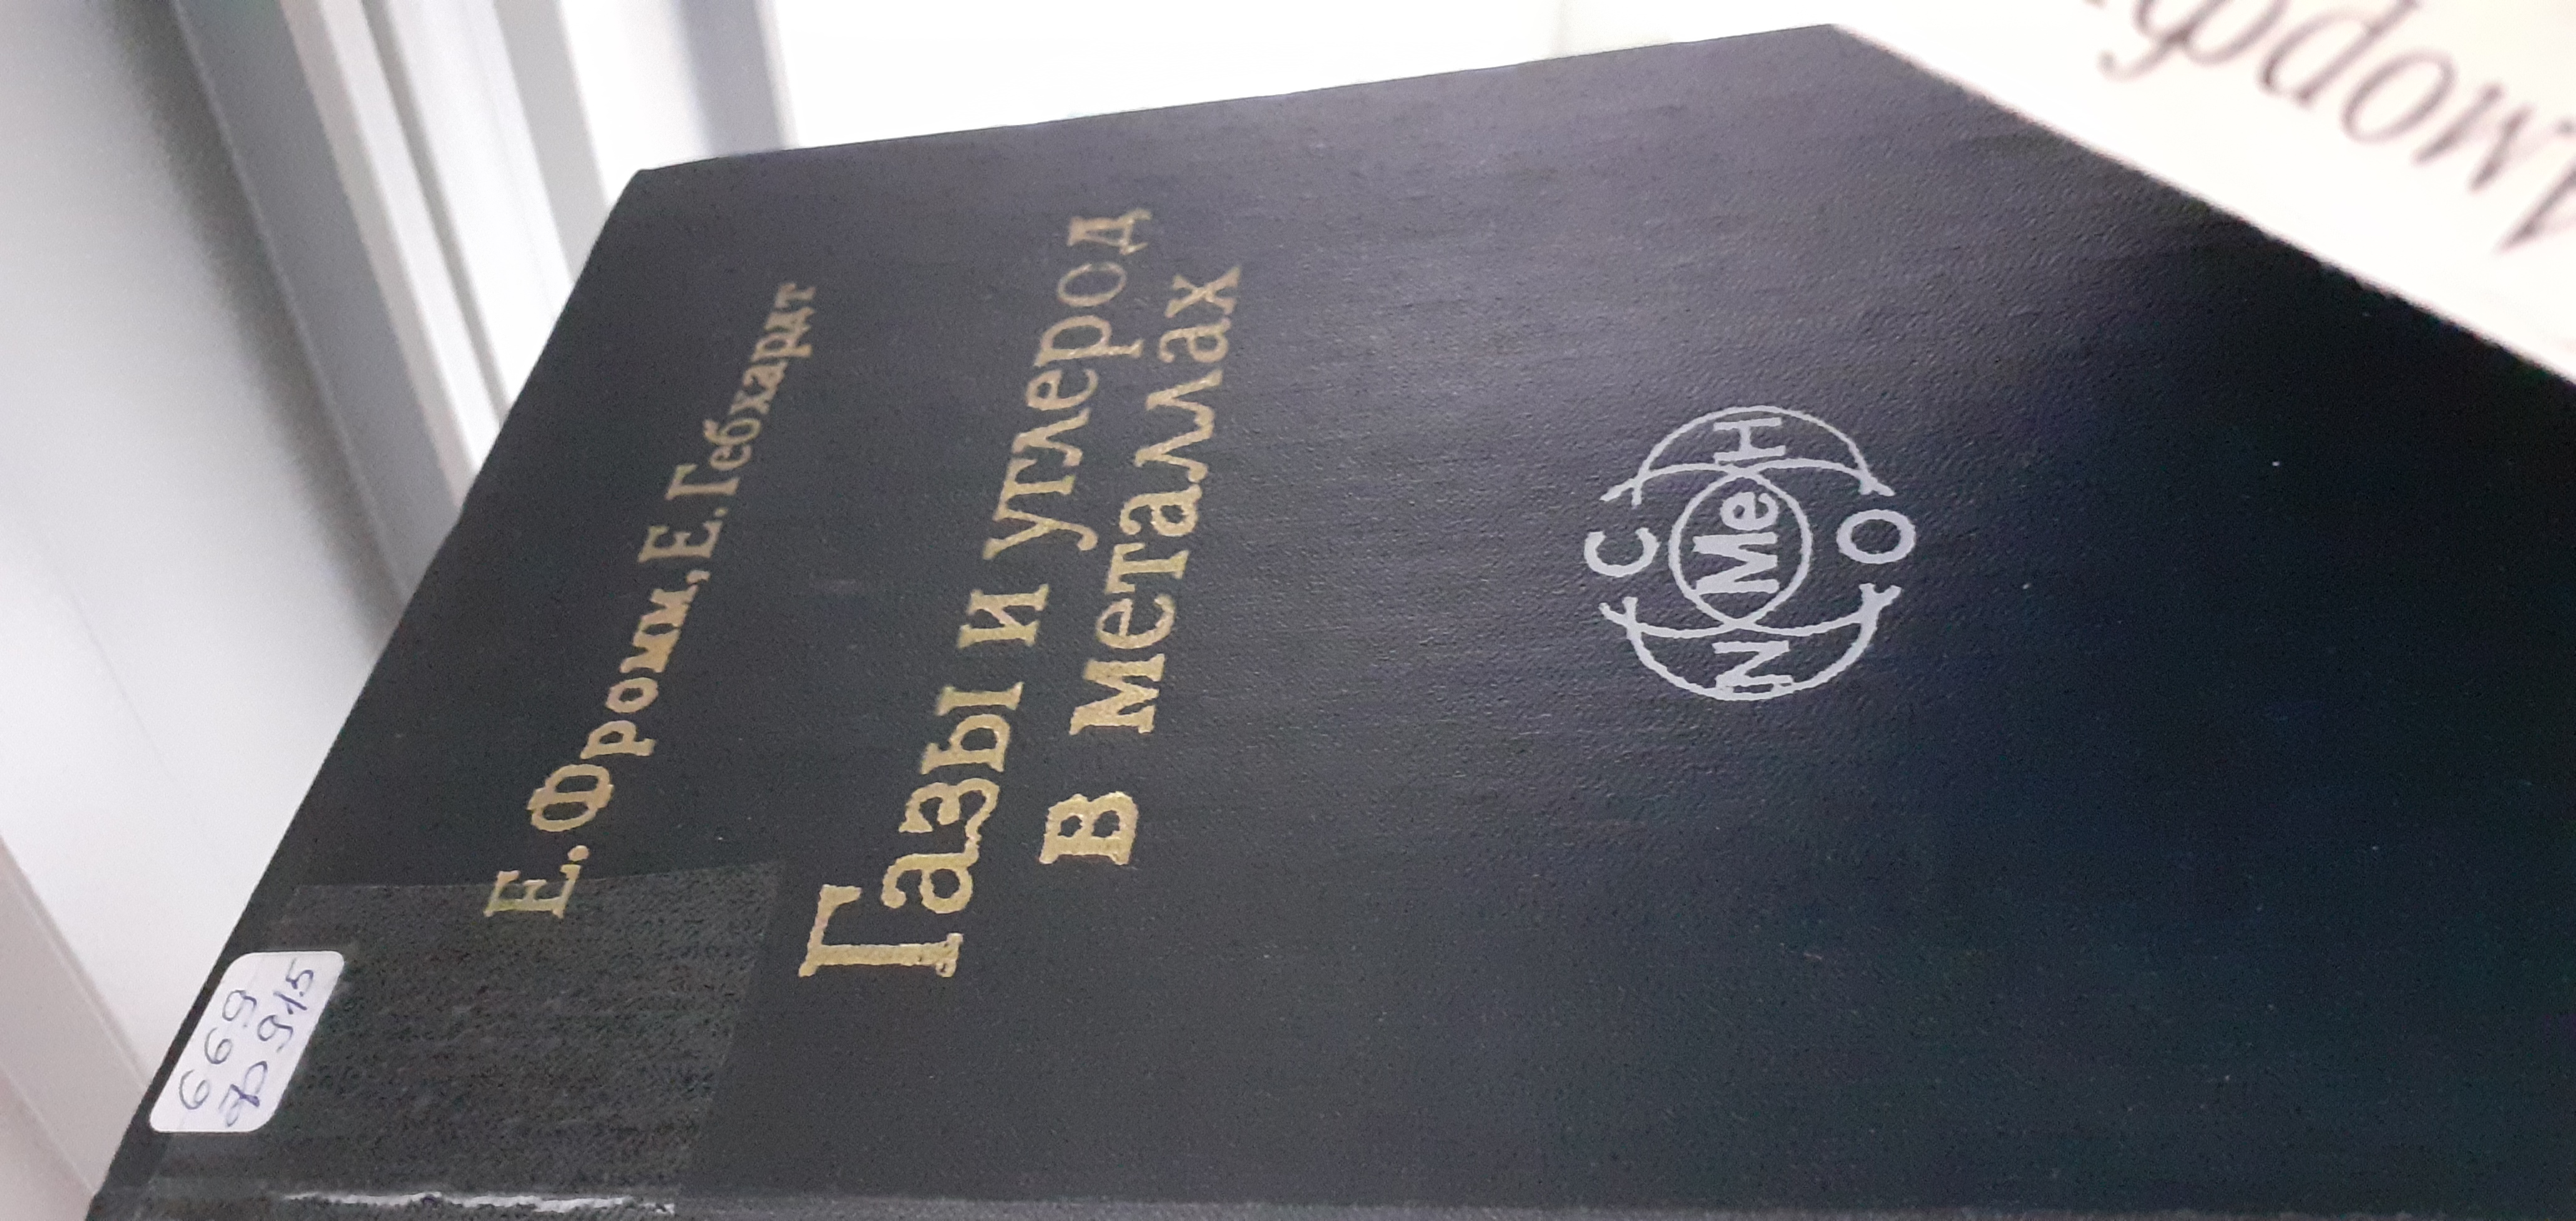 Е. Фромм, Е. Гебхардт
Газы и углерод
в металлах
C
N Me H
O
669
Ф 915